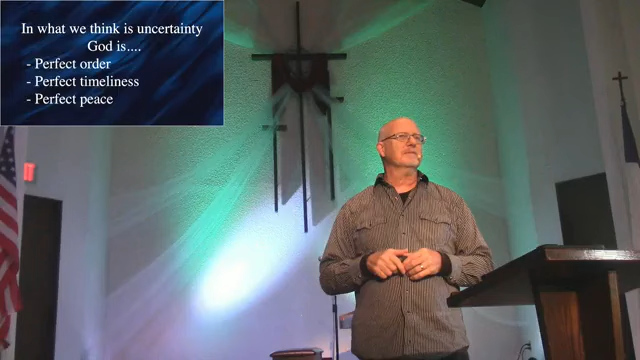 In what we think is uncertainty
God is....
- Perfect order
- Perfect timeliness
- Perfect peace